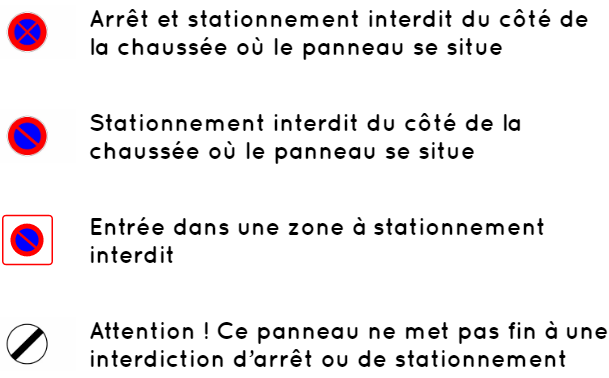 Arrêt et stationnement interdit du côté de
la chaussée où le panneau se situe
Stationnement interdit du côté de la
chaussée où le panneau se situe
Entrée dans une zone à stationnement
interdit
Attention ! Ce panneau ne met pas fin à une
interdiction d'arrêt ou de stationnement